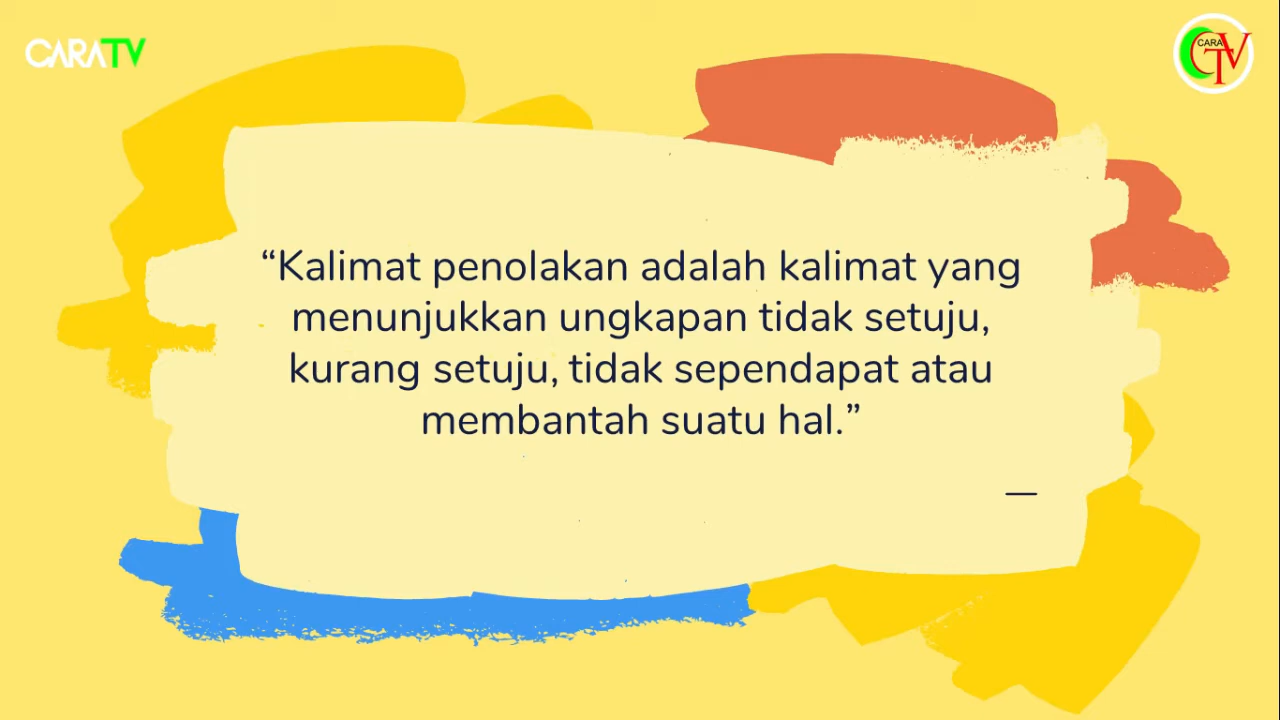 CARATV
CARA
CTV
“Kalimat penolakan adalah kalimat yang
menunjukkan ungkapan tidak setuju,
kurang setuju, tidak sependapat atau
membantah suatu hal.”
—